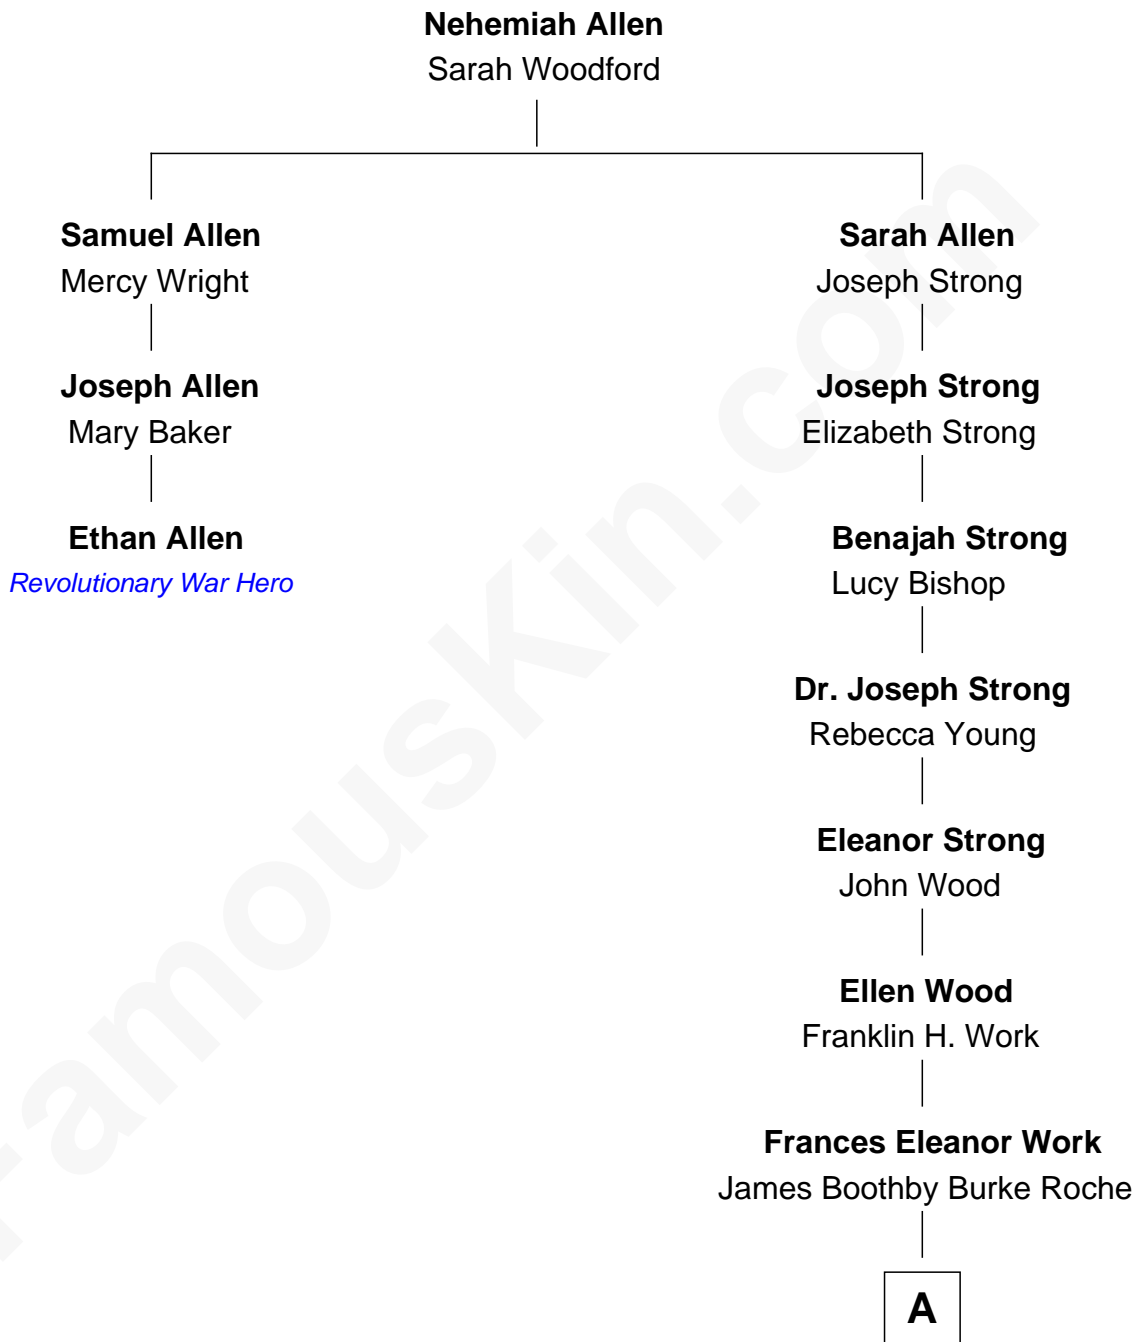 Nehemiah Allen
Sarah Woodford
Samuel Allen
Mercy Wright
Sarah Allen
Joseph Strong
Joseph Allen
Mary Baker
Joseph Strong
Elizabeth Strong
Ethan Allen
Revolutionary War Hero
Benajah Strong
Lucy Bishop
Dr. Joseph Strong
Rebecca Young
Eleanor Strong
John Wood
Ellen Wood
Franklin H. Work
Frances Eleanor Work
James Boothby Burke Roche
A
FamousKin.com